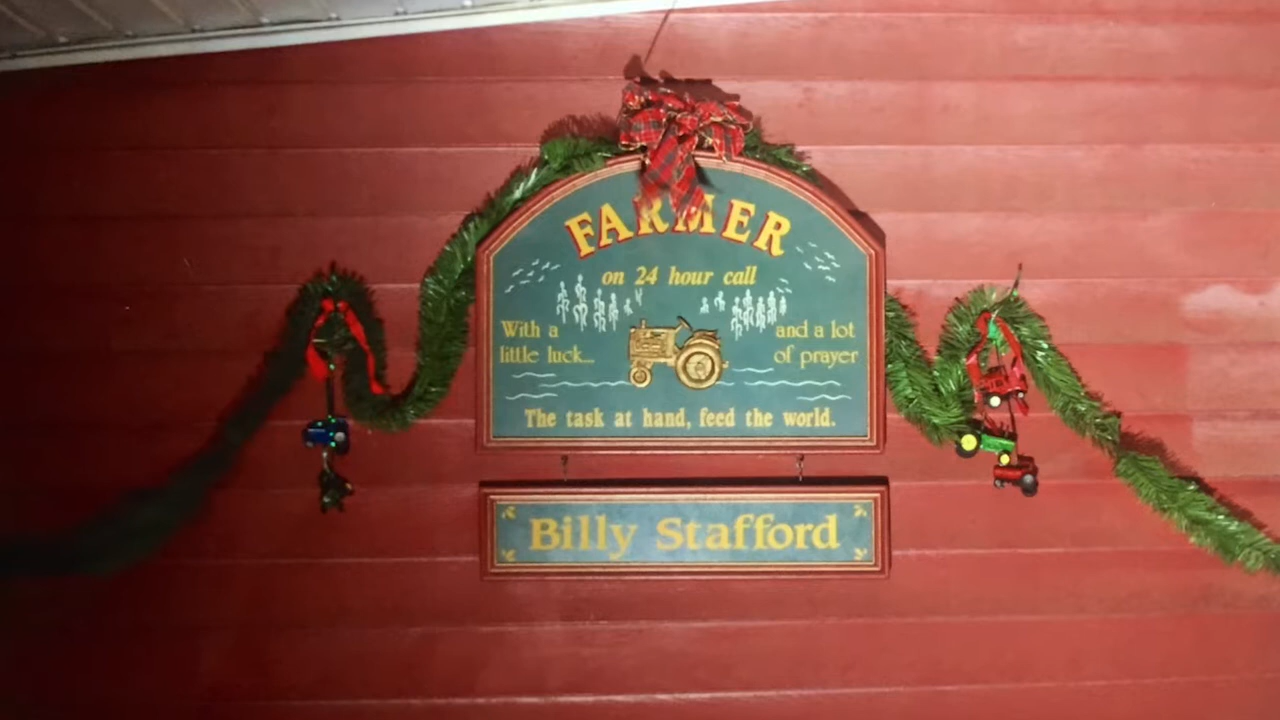 FARMER
on 24 hour call
With a
little luck...
and a lot
of prayer
The task at hand, feed the world.
Billy Stafford